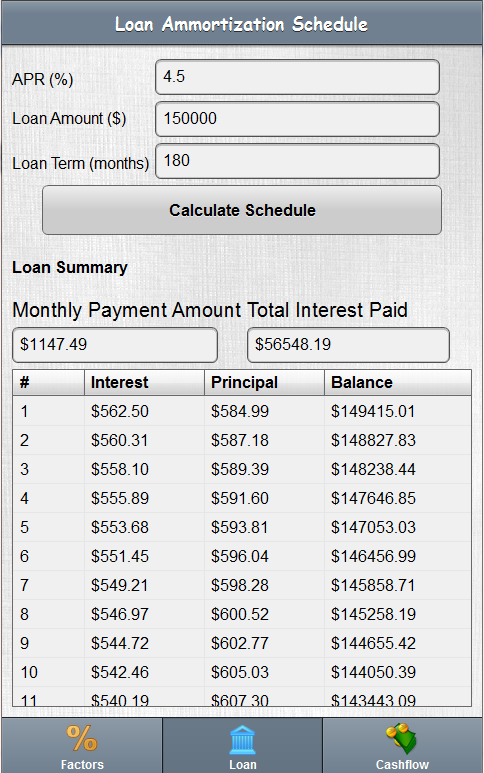 Loan Ammortization Schedule
APR (%) 4.5
Loan Amount ($) 150000
Loan Term (months) 180
Calculate Schedule
Loan Summary
Monthly Payment Amount Total Interest Paid
$1147.49 $56548.19
# Interest Principal Balance
1 $562.50 $584.99 $149415.01
2 $560.31 $587.18 $148827.83
3 $558.10 $589.39 $148238.44
4 $555.89 $591.60 $147646.85
5 $553.68 $593.81 $147053.03
6 $551.45 $596.04 $146456.99
7 $549.21 $598.28 $145858.71
8 $546.97 $600.52 $145258.19
9 $544.72 $602.77 $144655.42
10 $542.46 $605.03 $144050.39
11 $540.19 $607.30 $143443.09
Factors Loan Cashflow